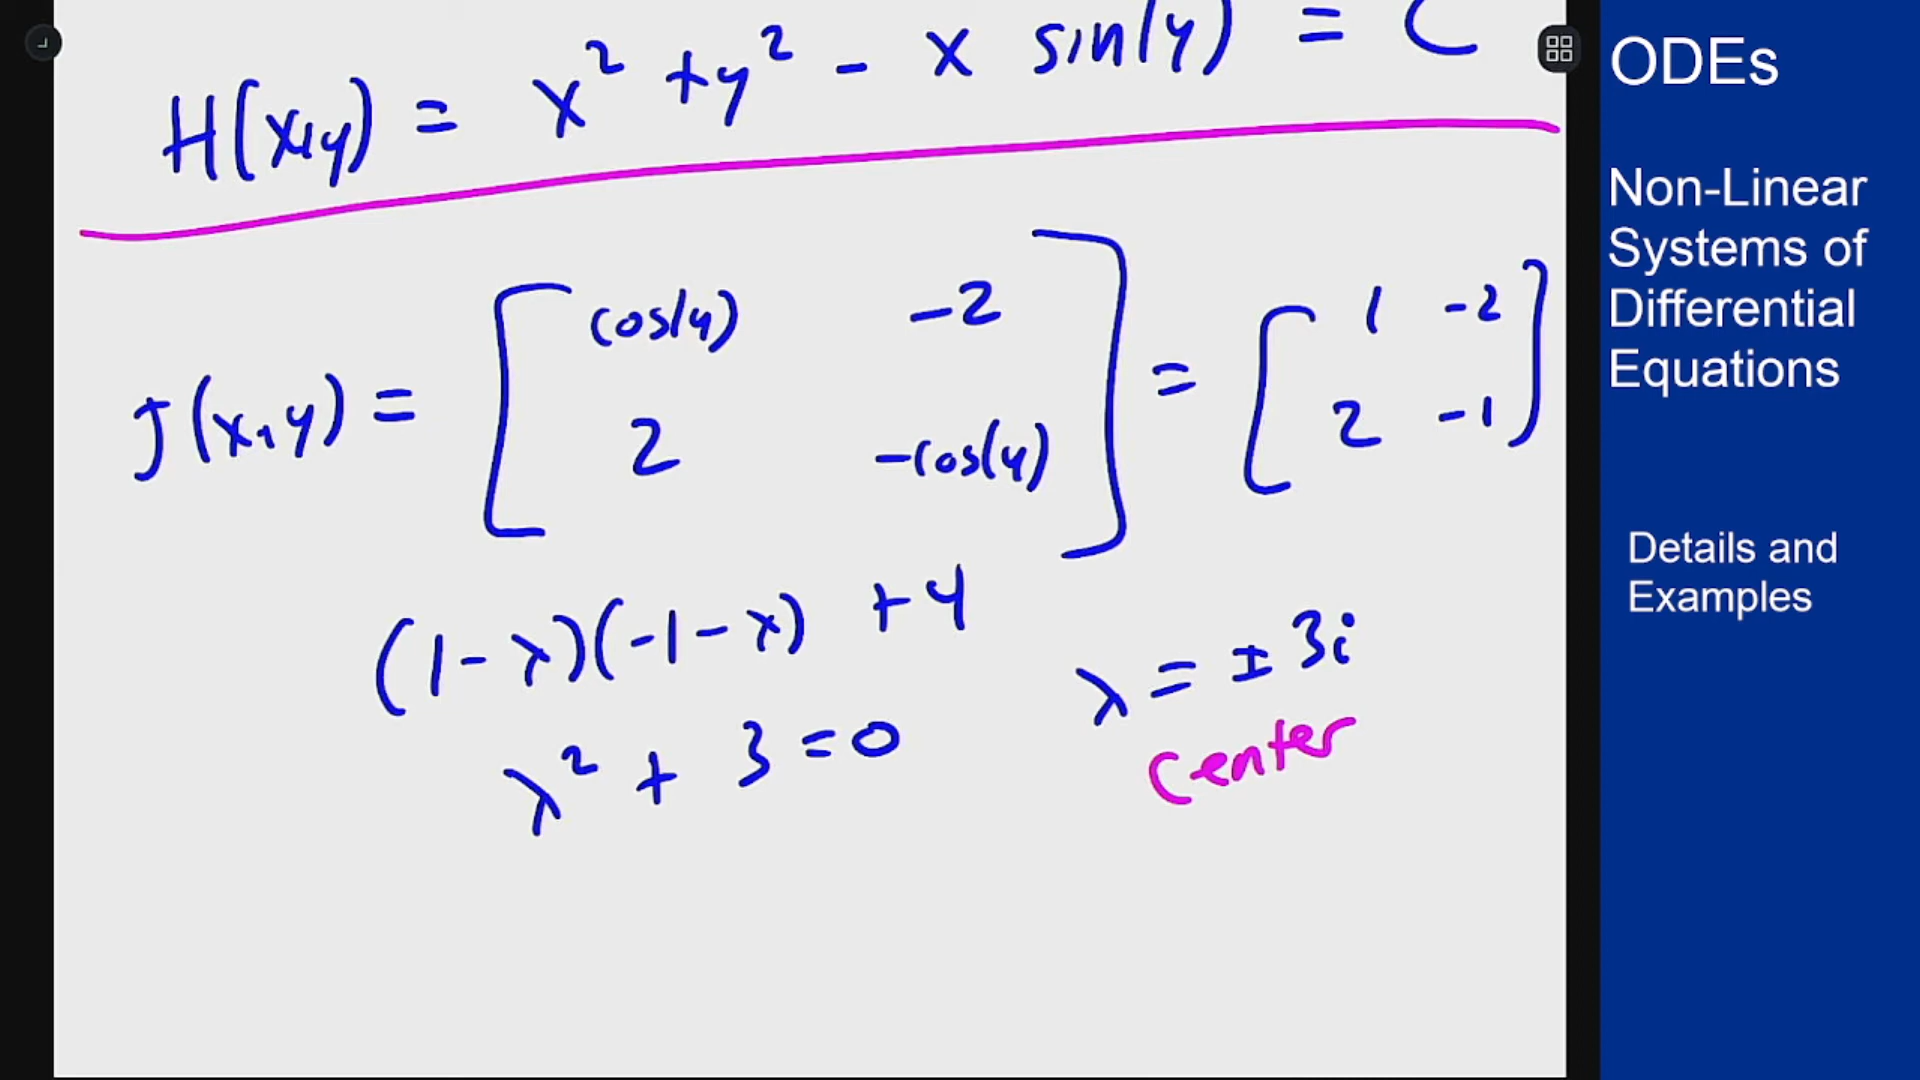 H(x,y) = x² + y² - x sin(y) = C
J(x,y) = [ cos(y) -2 ] = [ 1 -2 ]
[ 2 -cos(y) ] [ 2 -1 ]
(1-λ)(-1-λ) + 4
λ² + 3 = 0
λ = ± 3i
center
ODEs
Non-Linear
Systems of
Differential
Equations
Details and
Examples